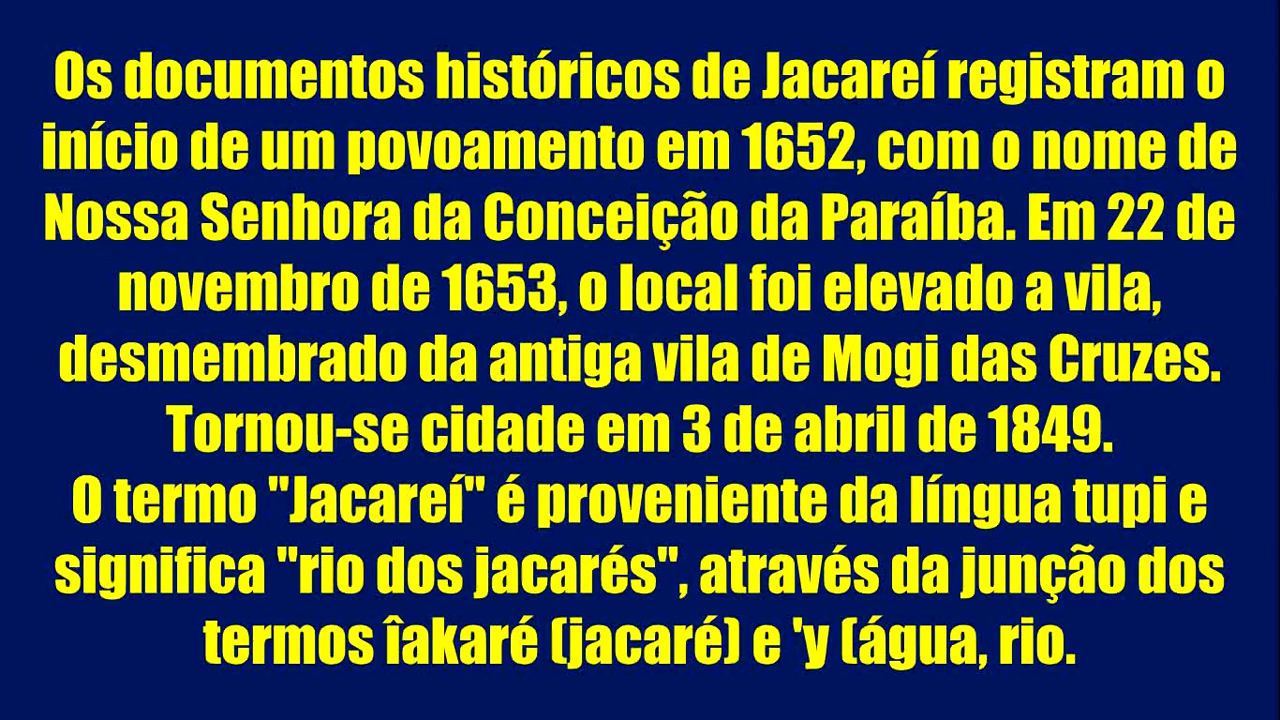 Os documentos históricos de Jacareí registram o
início de um povoamento em 1652, com o nome de
Nossa Senhora da Conceição da Paraíba. Em 22 de
novembro de 1653, o local foi elevado a vila,
desmembrado da antiga vila de Mogi das Cruzes.
Tornou-se cidade em 3 de abril de 1849.
O termo "Jacareí" é proveniente da língua tupi e
significa "rio dos jacarés", através da junção dos
termos îakaré (jacaré) e 'y (água, rio.